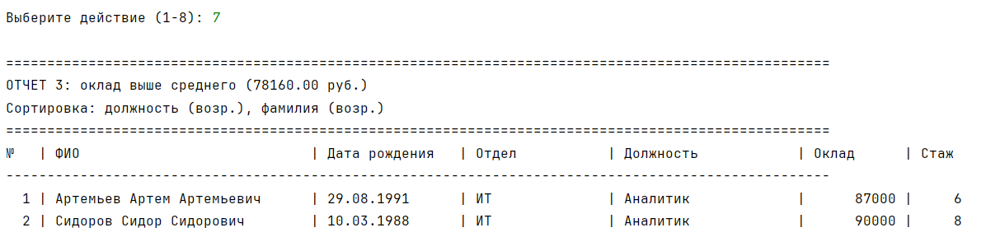 Выберите действие (1-8): 7
====================================================================================================
ОТЧЕТ 3: оклад выше среднего (78160.00 руб.)
Сортировка: должность (возр.), фамилия (возр.)
====================================================================================================
№   | ФИО                            | Дата рождения   | Отдел           | Должность            | Оклад      | Стаж
----------------------------------------------------------------------------------------------------
  1 | Артемьев Артем Артемьевич      | 29.08.1991      | ИТ              | Аналитик             |      87000 |     6
  2 | Сидоров Сидор Сидорович        | 10.03.1988      | ИТ              | Аналитик             |      90000 |     8